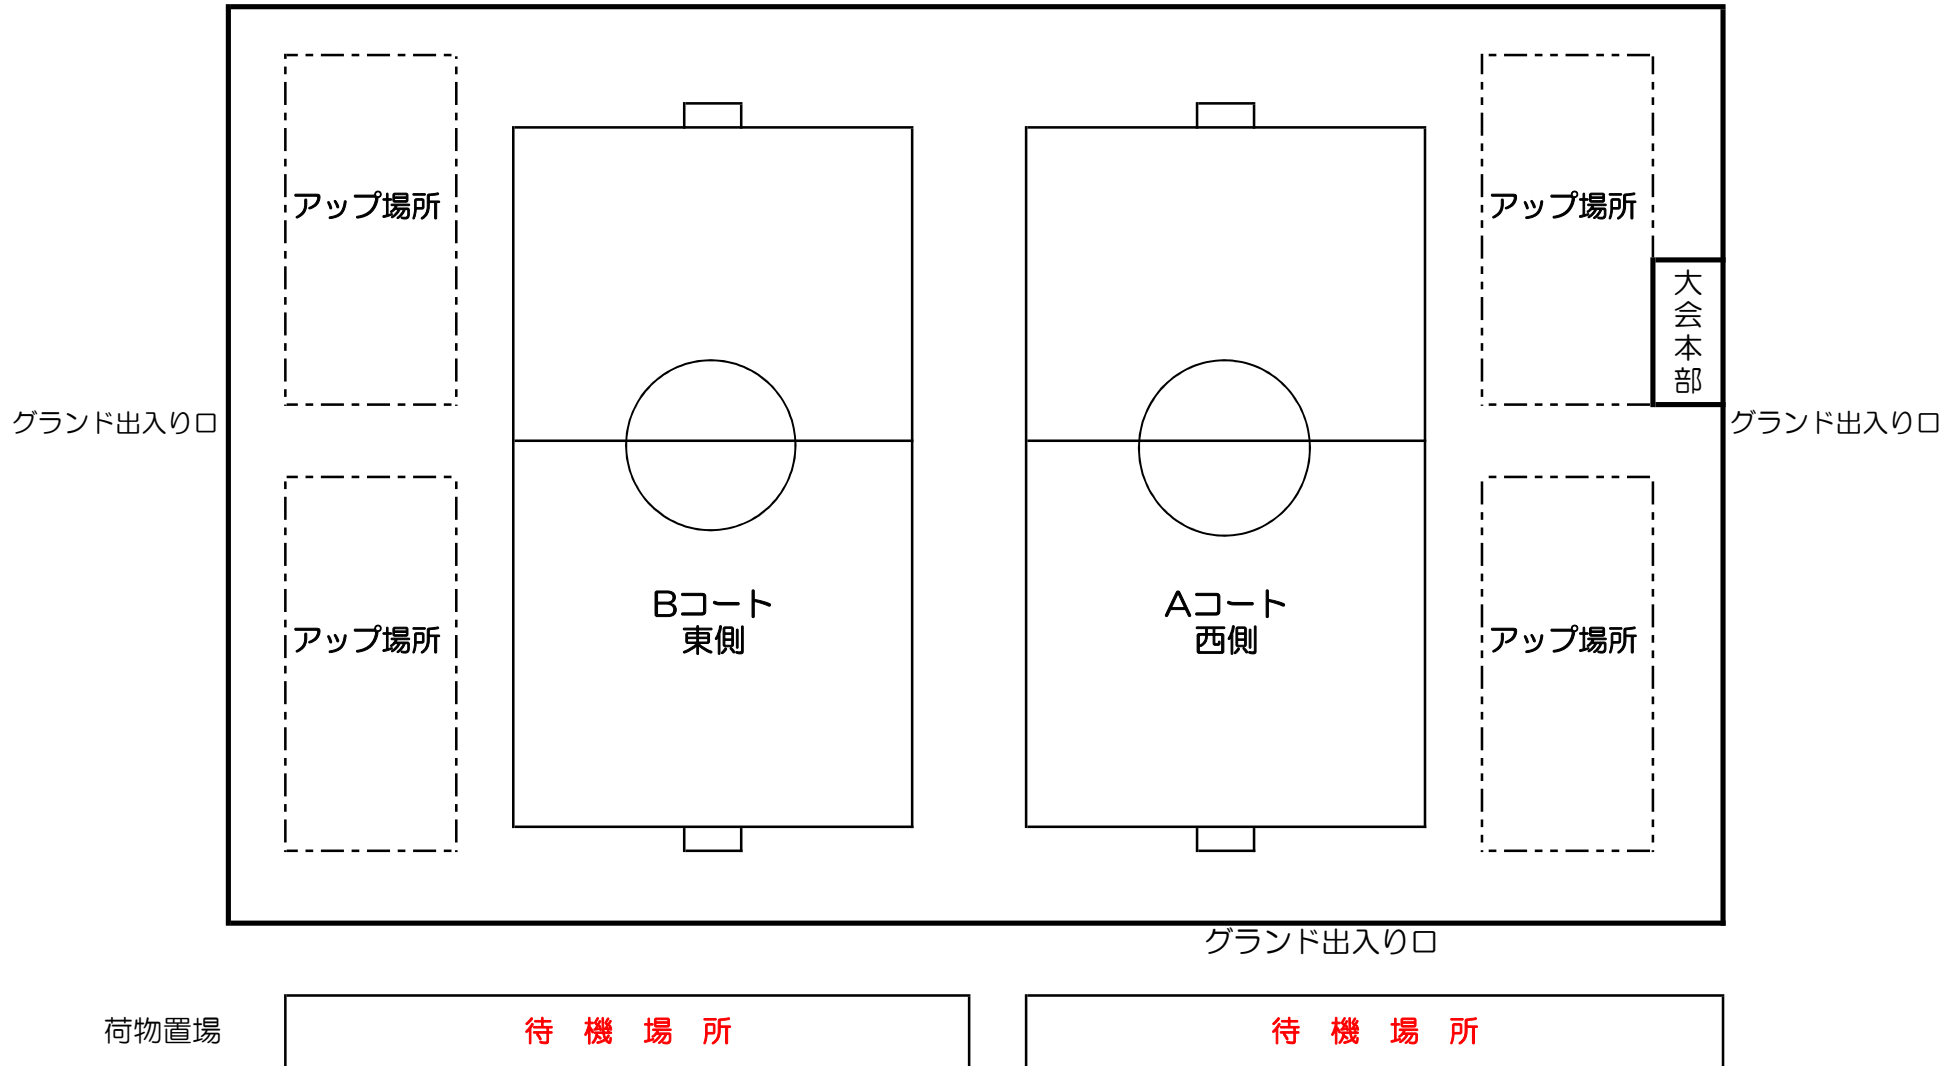 アップ場所
アップ場所
大会本部
グランド出入り口
グランド出入り口
Bコート
東側
Aコート
西側
アップ場所
アップ場所
グランド出入り口
荷物置場
待 機 場 所
待 機 場 所